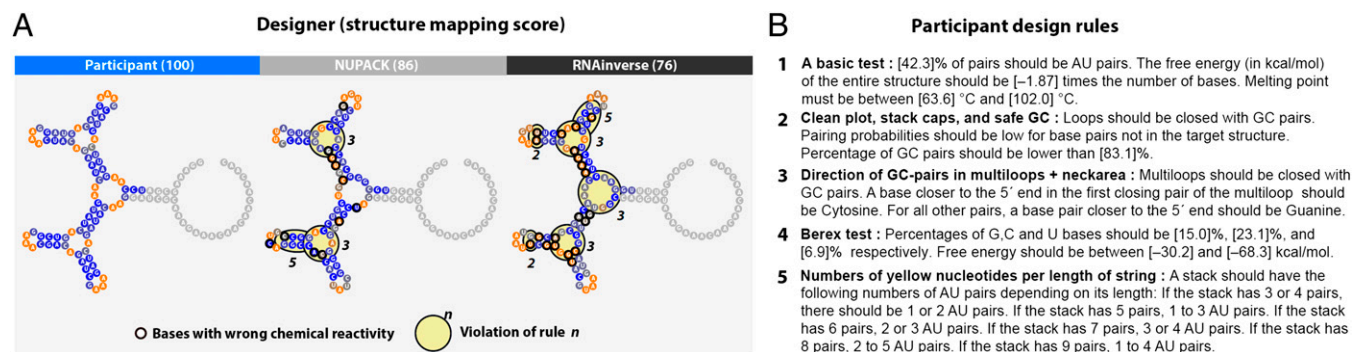 A
Designer (structure mapping score)
Participant (100)
NUPACK (86)
RNAinverse (76)
3
3
5
5
3
2
3
3
2
Bases with wrong chemical reactivity
n
Violation of rule n
B
Participant design rules
1 A basic test : [42.3]% of pairs should be AU pairs. The free energy (in kcal/mol)
of the entire structure should be [–1.87] times the number of bases. Melting point
must be between [63.6] °C and [102.0] °C.
2 Clean plot, stack caps, and safe GC : Loops should be closed with GC pairs.
Pairing probabilities should be low for base pairs not in the target structure.
Percentage of GC pairs should be lower than [83.1]%.
3 Direction of GC-pairs in multiloops + neckarea : Multiloops should be closed with
GC pairs. A base closer to the 5´ end in the first closing pair of the multiloop should
be Cytosine. For all other pairs, a base pair closer to the 5´ end should be Guanine.
4 Berex test : Percentages of G,C and U bases should be [15.0]%, [23.1]%, and
[6.9]% respectively. Free energy should be between [–30.2] and [–68.3] kcal/mol.
5 Numbers of yellow nucleotides per length of string : A stack should have the
following numbers of AU pairs depending on its length: If the stack has 3 or 4 pairs,
there should be 1 or 2 AU pairs. If the stack has 5 pairs, 1 to 3 AU pairs. If the stack
has 6 pairs, 2 or 3 AU pairs. If the stack has 7 pairs, 3 or 4 AU pairs. If the stack has
8 pairs, 2 to 5 AU pairs. If the stack has 9 pairs, 1 to 4 AU pairs.